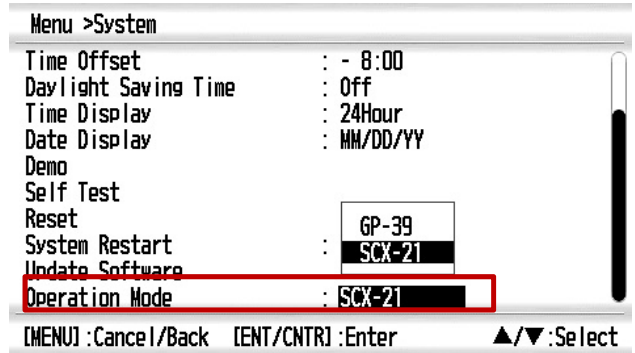 Menu >System
Time Offset : - 8:00
Daylight Saving Time : Off
Time Display : 24Hour
Date Display : MM/DD/YY
Demo
Self Test
Reset
GP-39
System Restart :
SCX-21
Update Software
Operation Mode : SCX-21
[MENU] :Cancel/Back [ENT/CNTR] :Enter ▲/▼ :Select